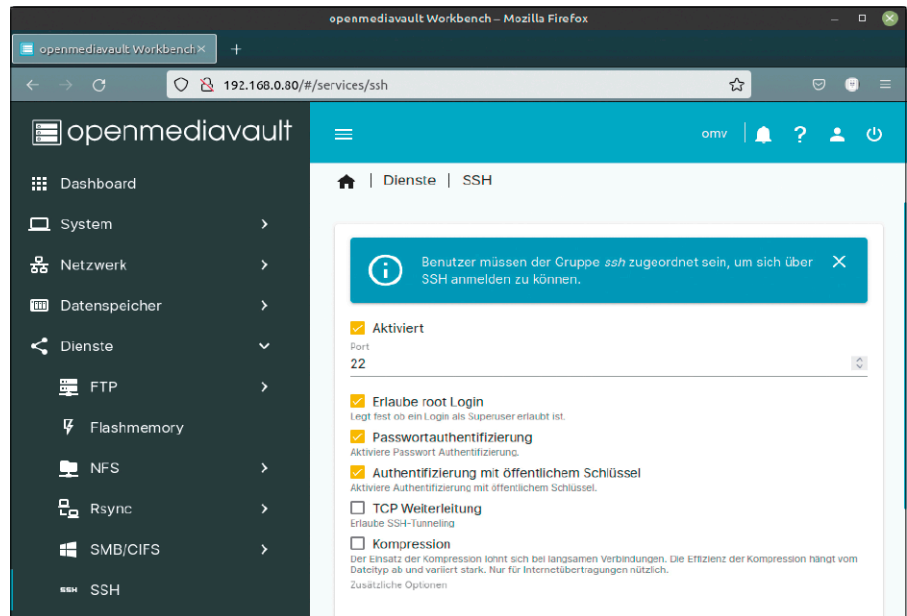 openmediavault Workbench – Mozilla Firefox
openmediavault Workbench
192.168.0.80/#/services/ssh
openmediavault
omv
Dashboard
System
Netzwerk
Datenspeicher
Dienste
FTP
Flashmemory
NFS
Rsync
SMB/CIFS
SSH SSH
Dienste | SSH
Benutzer müssen der Gruppe ssh zugeordnet sein, um sich über
SSH anmelden zu können.
Aktiviert
Port
22
Erlaube root Login
Legt fest ob ein Login als Superuser erlaubt ist.
Passwortauthentifizierung
Aktiviere Passwort Authentifizierung.
Authentifizierung mit öffentlichem Schlüssel
Aktiviere Authentifizierung mit öffentlichem Schlüssel.
TCP Weiterleitung
Erlaube SSH-Tunneling
Kompression
Der Einsatz der Kompression lohnt sich bei langsamen Verbindungen. Die Effizienz der Kompression hängt vom
Dateityp ab und variiert stark. Nur für Internetübertragungen nützlich.
Zusätzliche Optionen